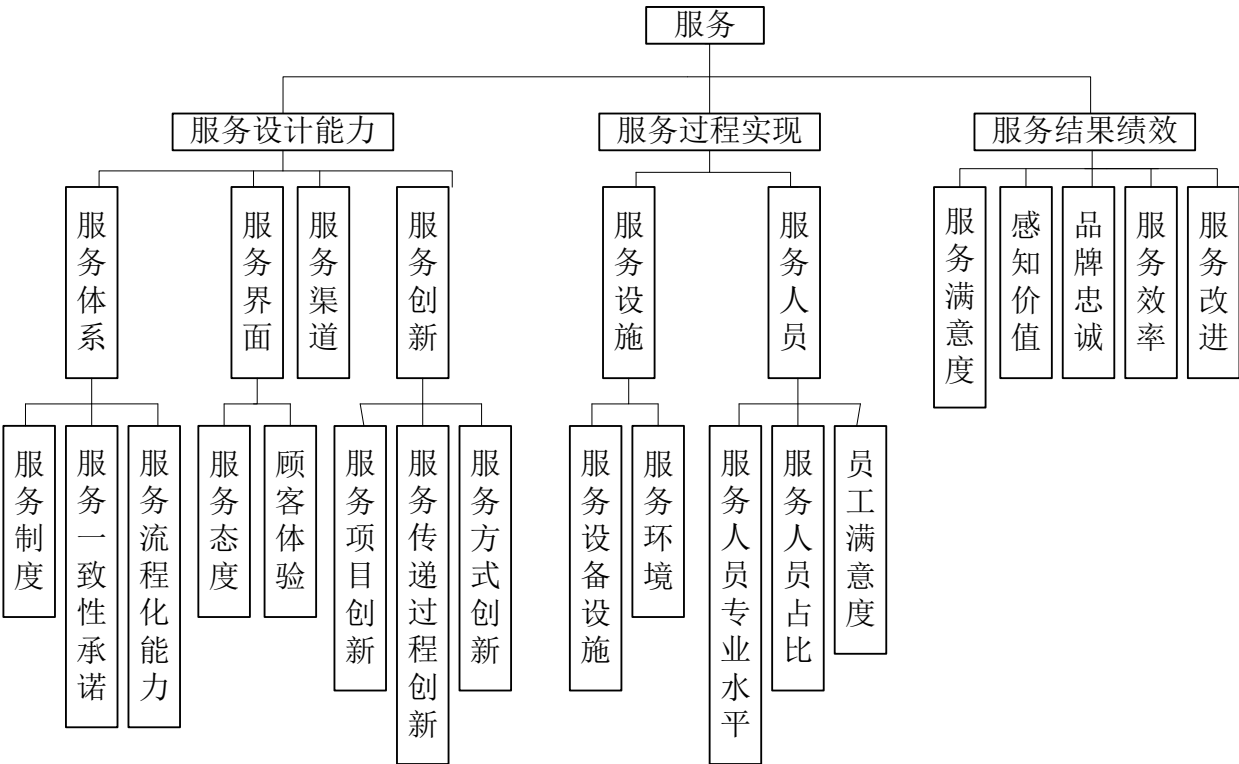 服务
服务设计能力
服务过程实现
服务结果绩效
服务体系
服务界面
服务渠道
服务创新
服务设施
服务人员
服务满意度
感知价值
品牌忠诚
服务效率
服务改进
服务制度
服务一致性承诺
服务流程化能力
服务态度
顾客体验
服务项目创新
服务传递过程创新
服务方式创新
服务设备设施
服务环境
服务人员专业水平
服务人员占比
员工满意度